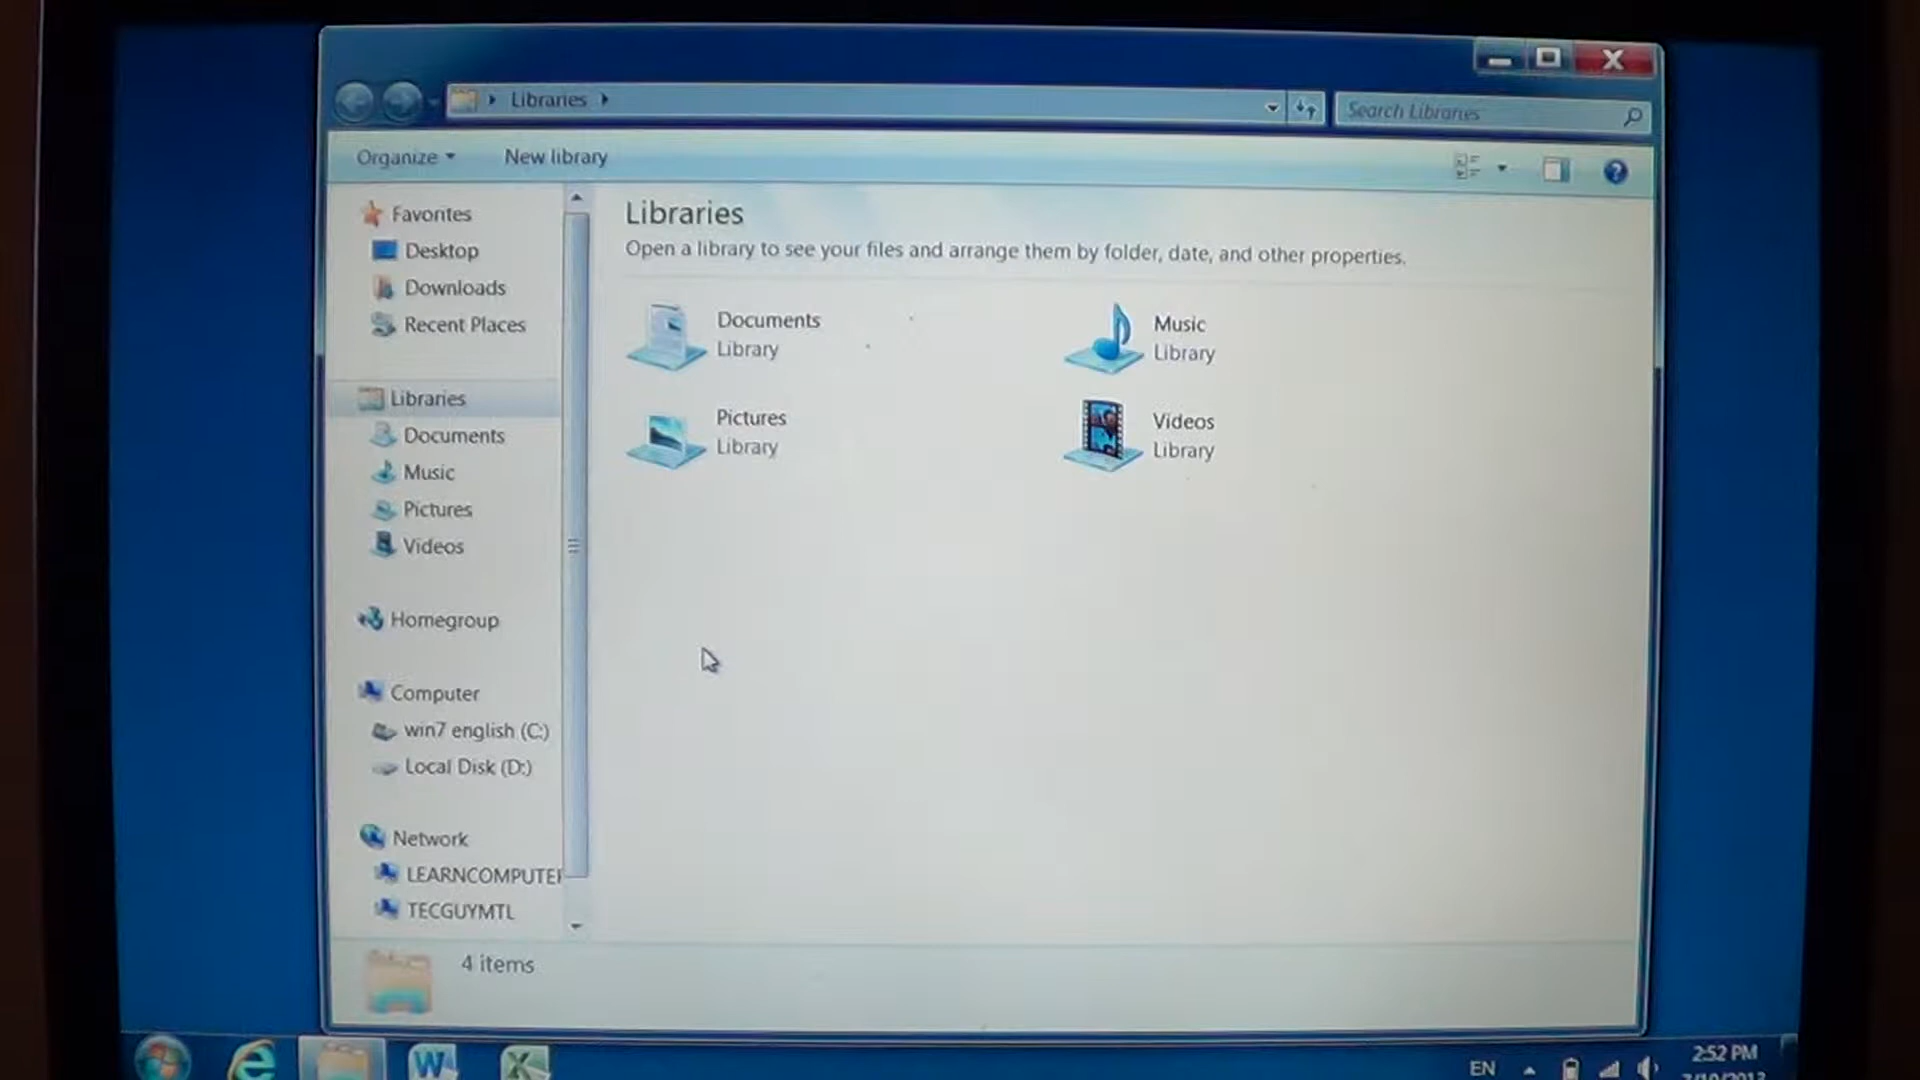 Libraries
Search Libraries
Organize
New library
Favorites
Desktop
Downloads
Recent Places
Libraries
Documents
Music
Pictures
Videos
Homegroup
Computer
win7 english (C:)
Local Disk (D:)
Network
LEARNCOMPUTER
TECGUYMTL
Libraries
Open a library to see your files and arrange them by folder, date, and other properties.
Documents
Library
Music
Library
Pictures
Library
Videos
Library
4 items
EN
2:52 PM